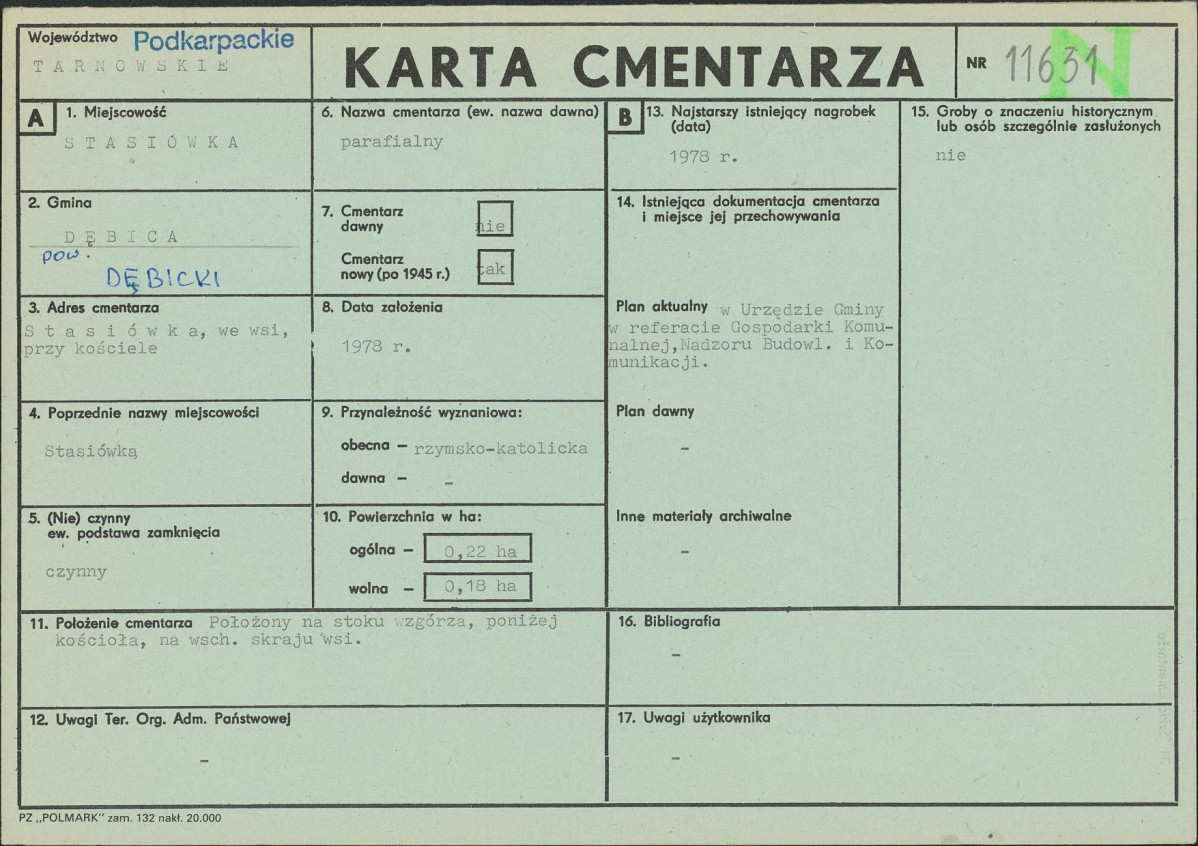 Województwo Podkarpackie
TARNOWSKIE
KARTA CMENTARZA
NR 11631
N
A
1. Miejscowość
STASIÓWKA
2. Gmina
DĘBICA
pow.
DĘBICKI
3. Adres cmentarza
Stasiówka, we wsi,
przy kościele
4. Poprzednie nazwy miejscowości
Stasiówką
5. (Nie) czynny
ew. podstawa zamknięcia
czynny
6. Nazwa cmentarza (ew. nazwa dawna)
parafialny
7. Cmentarz
dawny nie
Cmentarz
nowy (po 1945 r.) tak
8. Data założenia
1978 r.
9. Przynależność wyznaniowa:
obecna – rzymsko-katolicka
dawna – –
10. Powierzchnia w ha:
ogólna – 0,22 ha
wolna – 0,18 ha
B
13. Najstarszy istniejący nagrobek
(data)
1978 r.
14. Istniejąca dokumentacja cmentarza
i miejsce jej przechowywania
Plan aktualny w Urzędzie Gminy
w referacie Gospodarki Komu-
nalnej,Nadzoru Budowl. i Ko-
munikacji.
Plan dawny
–
Inne materiały archiwalne
–
15. Groby o znaczeniu historycznym
lub osób szczególnie zasłużonych
nie
11. Położenie cmentarza Położony na stoku wzgórza, poniżej
kościoła, na wsch. skraju wsi.
12. Uwagi Ter. Org. Adm. Państwowej
–
16. Bibliografia
–
17. Uwagi użytkownika
–
PZ „POLMARK" zam. 132 nakł. 20.000